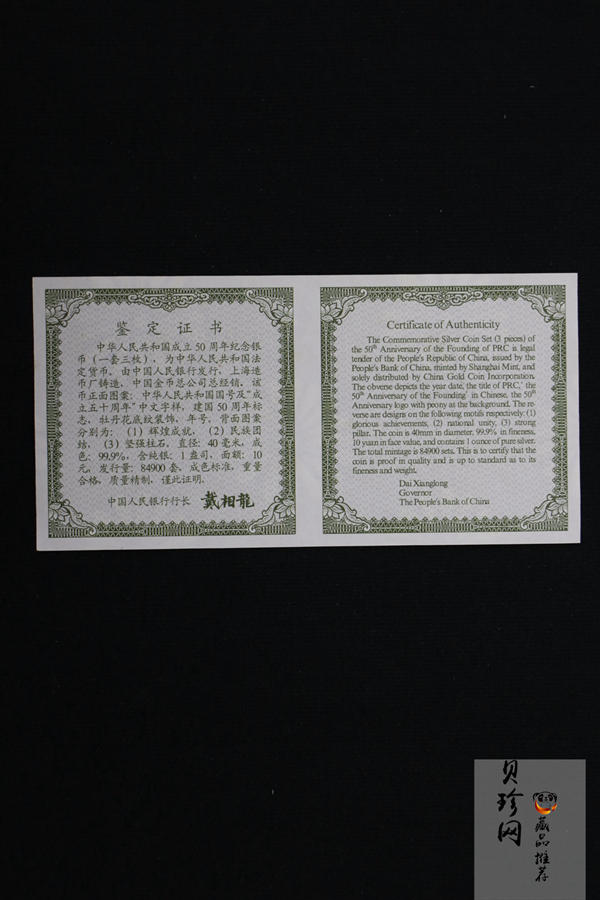 鉴定证书
中华人民共和国成立50周年纪念银
币（一套三枚），为中华人民共和国法
定货币。由中国人民银行发行，上海造
币厂铸造，中国金币总公司总经销。该
币正面图案：中华人民共和国国号及“成
立五十周年”中文字样，建国50周年标
志，牡丹花底纹装饰，年号。背面图案
分别为：（1）辉煌成就，（2）民族团
结，（3）坚强柱石。直径：40毫米，成
色：99.9%，含纯银：1盎司，面额：10
元，发行量：84900套，成色标准，重量
合格，质量精制，谨此证明。
中国人民银行行长 戴相龍
Certificate of Authenticity
The Commemorative Silver Coin Set (3 pieces) of
the 50th Anniversary of the Founding of PRC is legal
tender of the People's Republic of China, issued by the
People's Bank of China, minted by Shanghai Mint, and
solely distributed by China Gold Coin Incorporation.
The obverse depicts the year date, the title of PRC,' the
50th Anniversary of the Founding' in Chinese, the 50th
Anniversary logo with peony at the background. The re-
verse are designs on the following motifs respectively: (1)
glorious achievements, (2) national unity, (3) strong
pillar. The coin is 40mm in diameter, 99.9% in fineness,
10 yuan in face value, and contains 1 ounce of pure silver.
The total mintage is 84900 sets. This is to certify that the
coin is proof in quality and is up to standard as to its
fineness and weight.
Dai Xianglong
Governor
The People's Bank of China
贝珍网
藏品推荐